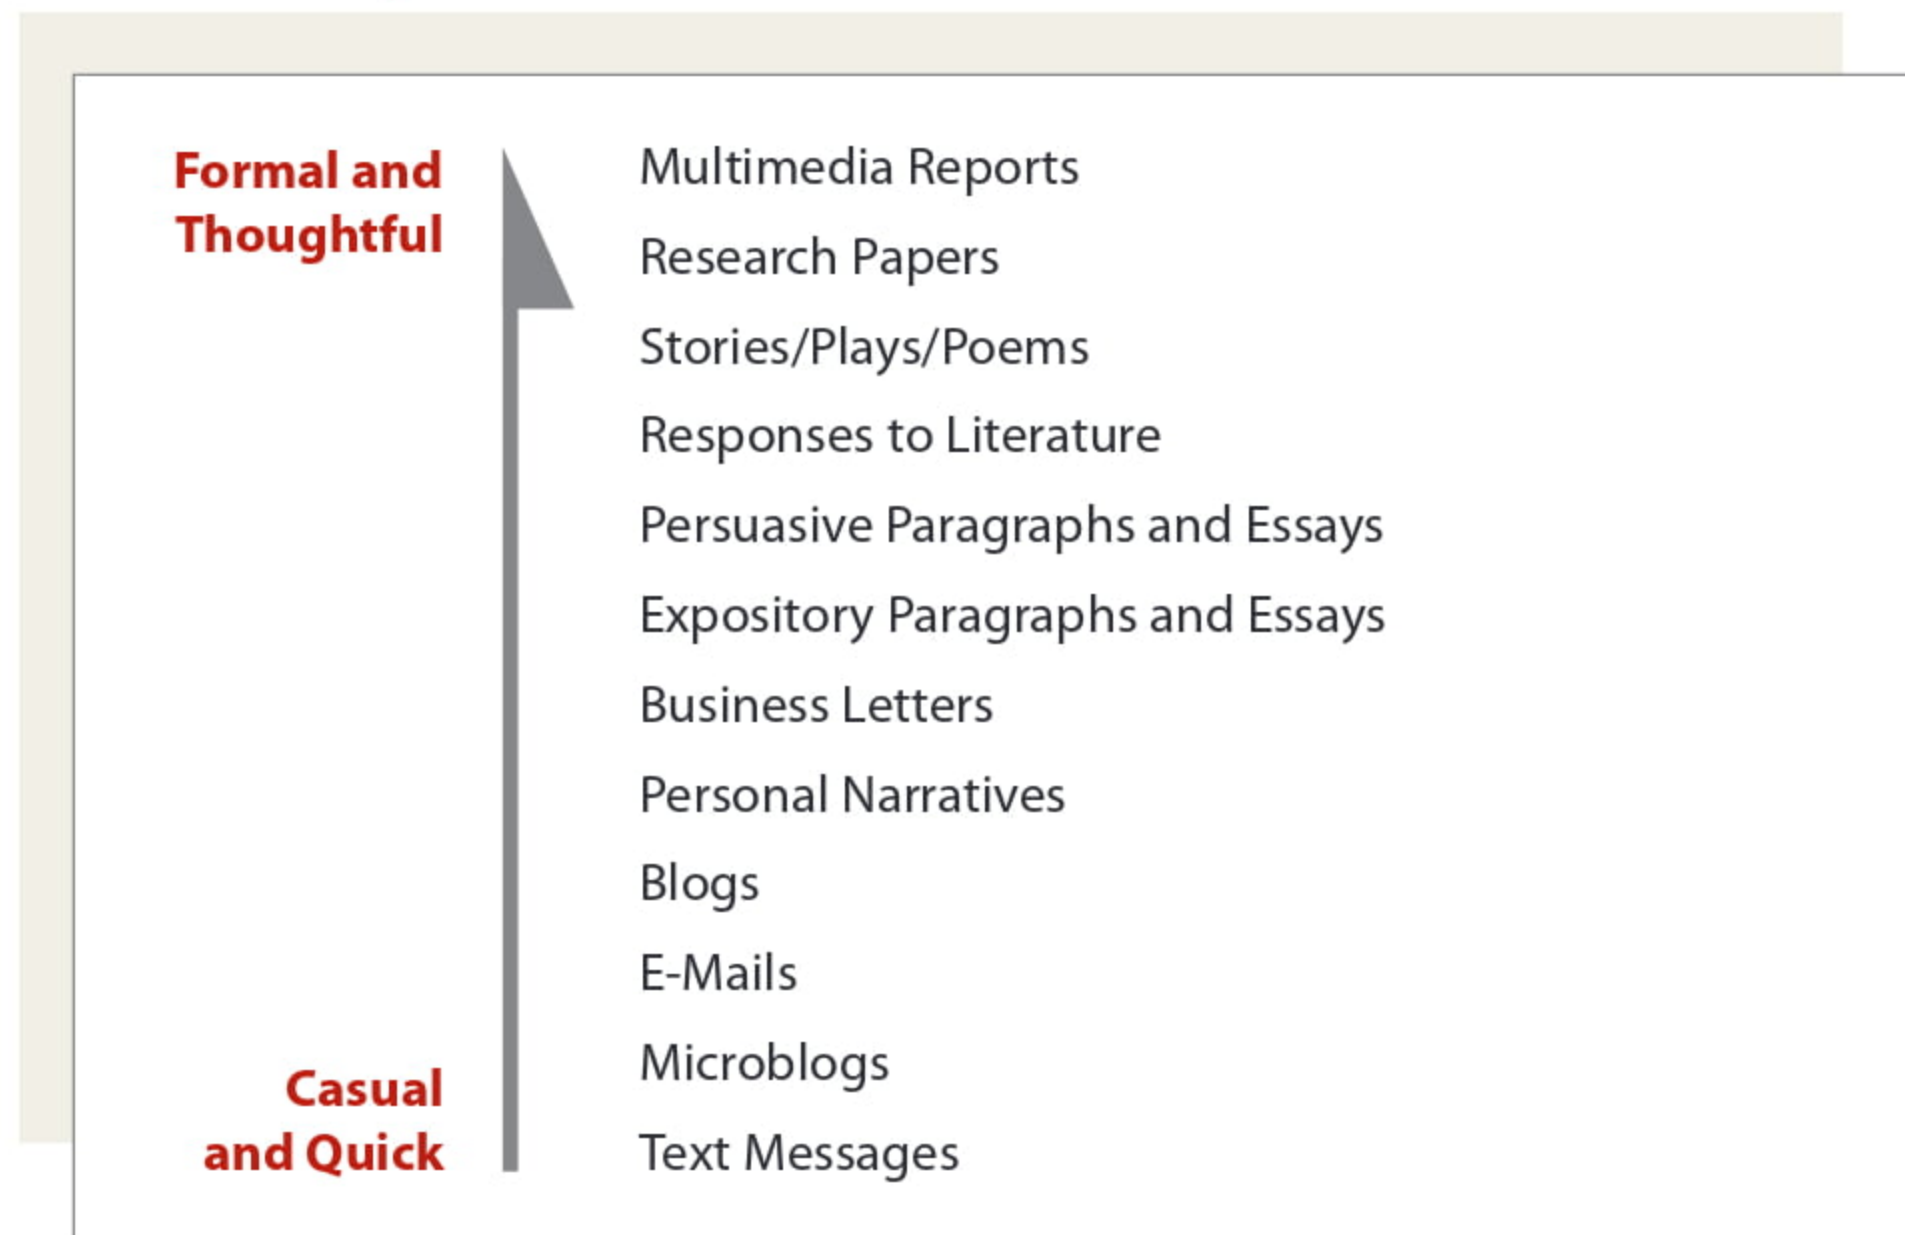 Formal and
Thoughtful
Multimedia Reports
Research Papers
Stories/Plays/Poems
Responses to Literature
Persuasive Paragraphs and Essays
Expository Paragraphs and Essays
Business Letters
Personal Narratives
Blogs
E-Mails
Microblogs
Casual
and Quick
Text Messages